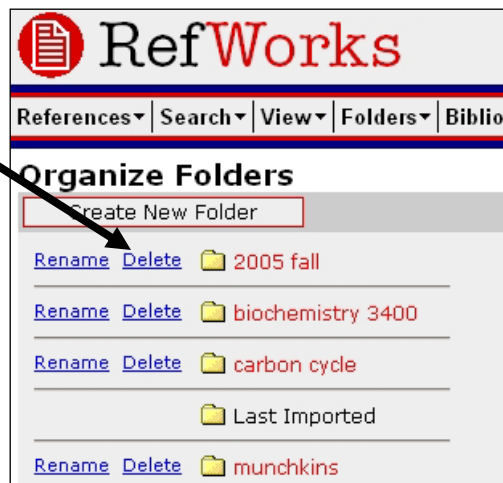 RefWorks
References Search View Folders Biblio
Organize Folders
Create New Folder
Rename Delete 2005 fall
Rename Delete biochemistry 3400
Rename Delete carbon cycle
Last Imported
Rename Delete munchkins